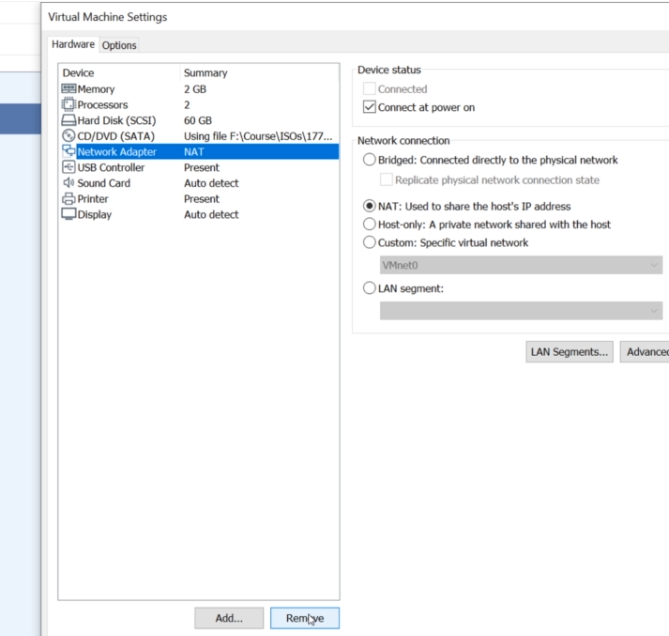 Virtual Machine Settings
Hardware Options
Device Summary
Memory 2 GB
Processors 2
Hard Disk (SCSI) 60 GB
CD/DVD (SATA) Using file F:\Course\ISOs\177...
Network Adapter NAT
USB Controller Present
Sound Card Auto detect
Printer Present
Display Auto detect
Add... Remove
Device status
Connected
Connect at power on
Network connection
Bridged: Connected directly to the physical network
Replicate physical network connection state
NAT: Used to share the host's IP address
Host-only: A private network shared with the host
Custom: Specific virtual network
VMnet0
LAN segment:
LAN Segments... Advanced